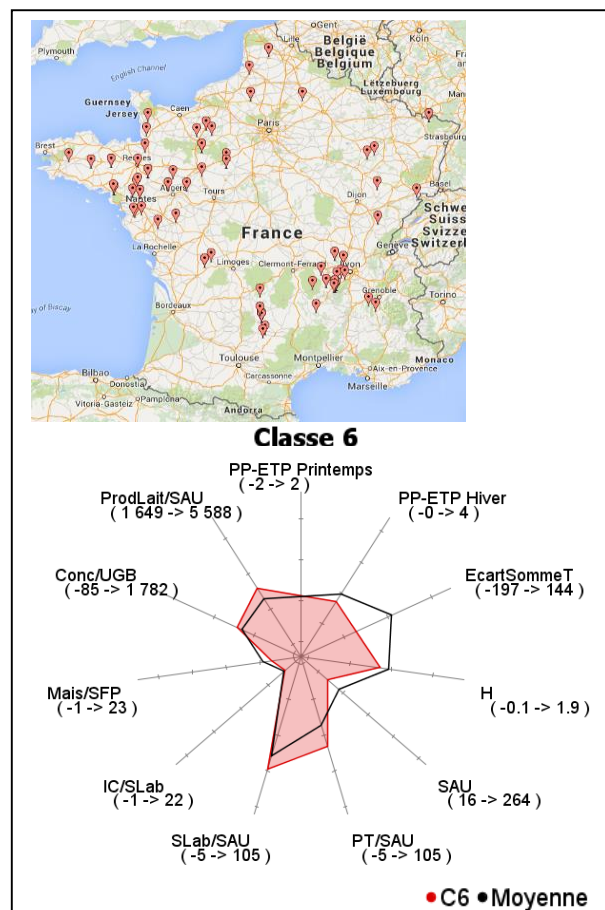 Plymouth
Gent
Köln
Lille
België
Belgique
Belgium
English Channel
Lëtzebuerg
Luxembourg
Guernsey
Jersey
Caen
Paris
Strasbourg
Brest
Rennes
Angers
Tours
Nantes
Dijon
Basel
Schwe
Suiss
Svizze
Switzerl
France
La Rochelle
Genève
Limoges
Clermont-Ferrand
Lyon
Grenoble
Torino
ay of Biscay
Bordeaux
Toulouse
Montpellier
Monaco
Aix-en-Provence
Marseille
Bilbao
Donostia
Carcassonne
Vitoria-Gasteiz
Pamplona
Andorra
Classe 6
PP-ETP Printemps
( -2 -> 2 )
ProdLait/SAU
( 1 649 -> 5 588 )
PP-ETP Hiver
( -0 -> 4 )
Conc/UGB
( -85 -> 1 782 )
EcartSommeT
( -197 -> 144 )
Mais/SFP
( -1 -> 23 )
H
( -0.1 -> 1.9 )
IC/SLab
( -1 -> 22 )
SAU
( 16 -> 264 )
SLab/SAU
( -5 -> 105 )
PT/SAU
( -5 -> 105 )
C6 Moyenne